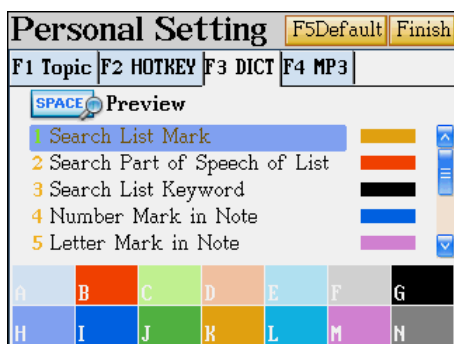 Personal Setting F5Default Finish
F1 Topic F2 HOTKEY F3 DICT F4 MP3
SPACE Preview
1 Search List Mark
2 Search Part of Speech of List
3 Search List Keyword
4 Number Mark in Note
5 Letter Mark in Note
A B C D E F G
H I J K L M N